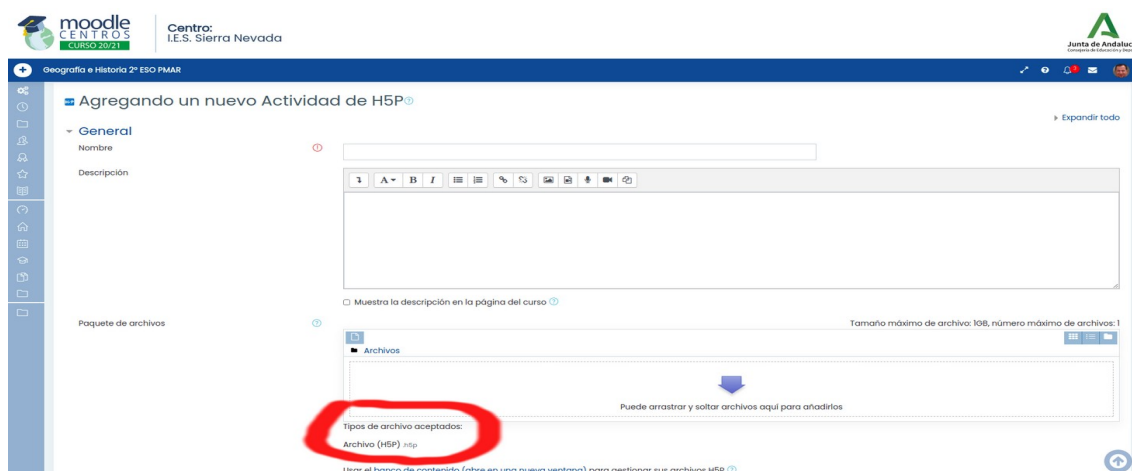 moodle
CENTROS
CURSO 20/21
Centro:
I.E.S. Sierra Nevada
Junta de Andaluc
Consejería de Educación y Depo
Geografía e Historia 2º ESO PMAR
Agregando un nuevo Actividad de H5P
Expandir todo
General
Nombre
Descripción
A B I
Muestra la descripción en la página del curso
Paquete de archivos
Tamaño máximo de archivo: 1GB, número máximo de archivos: 1
Archivos
Puede arrastrar y soltar archivos aquí para añadirlos
Tipos de archivo aceptados:
Archivo (H5P) .h5p
Usar el banco de contenido (abre en una nueva ventana) para gestionar sus archivos H5P